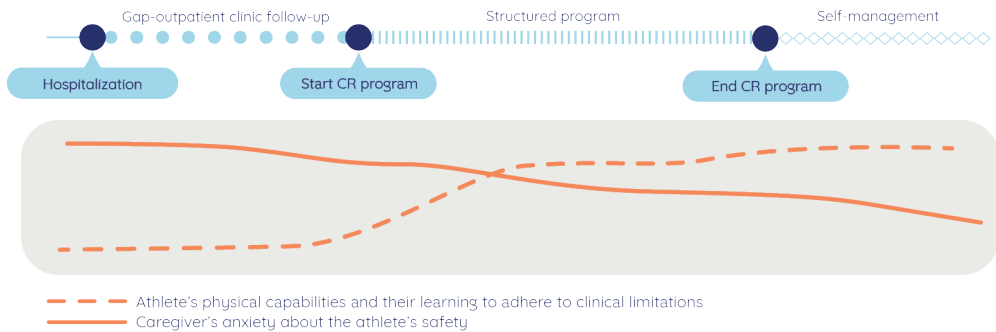 Gap-outpatient clinic follow-up
Structured program
Self-management
Hospitalization
Start CR program
End CR program
Athlete's physical capabilities and their learning to adhere to clinical limitations
Caregiver's anxiety about the athlete's safety